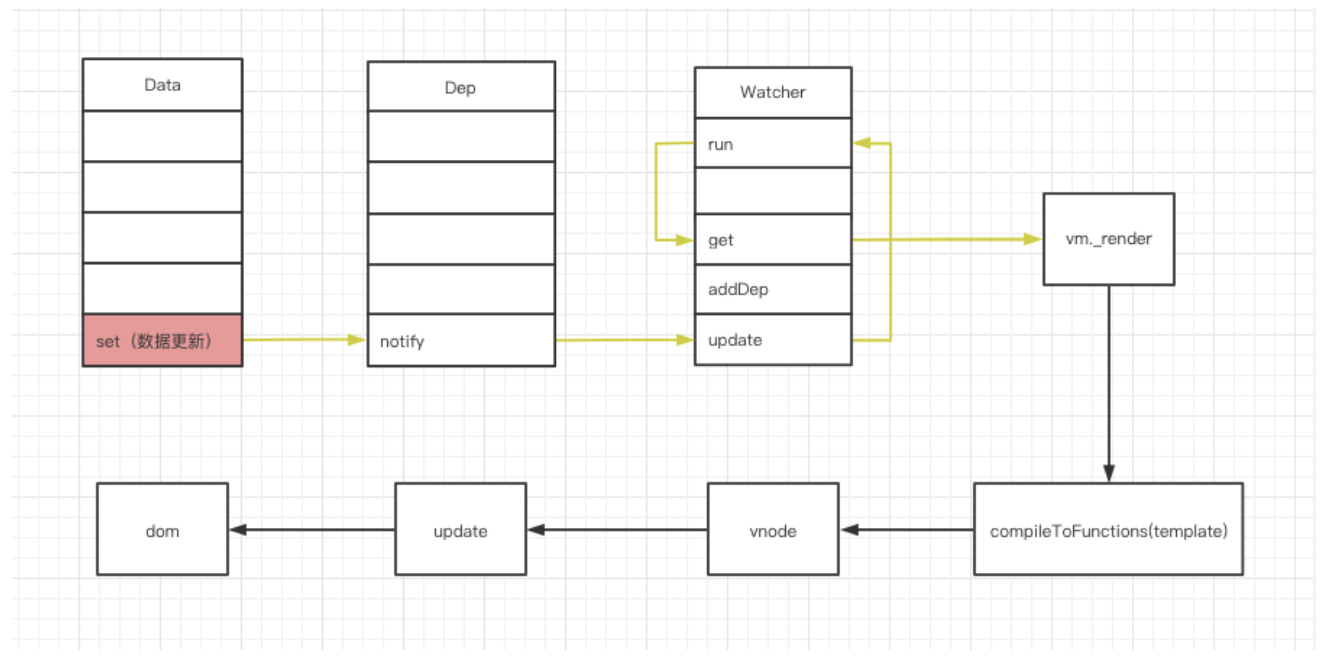 Data
Dep
Watcher
run
get
addDep
set（数据更新）
notify
update
vm._render
dom
update
vnode
compileToFunctions(template)